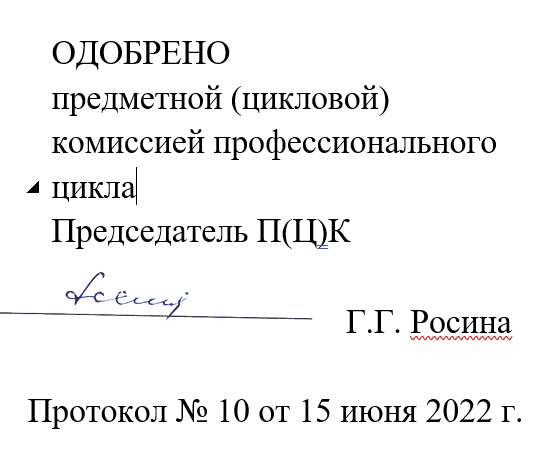 ОДОБРЕНО
предметной (цикловой)
комиссией профессионального
цикла
Председатель П(Ц)К
Г.Г. Росина
Протокол № 10 от 15 июня 2022 г.